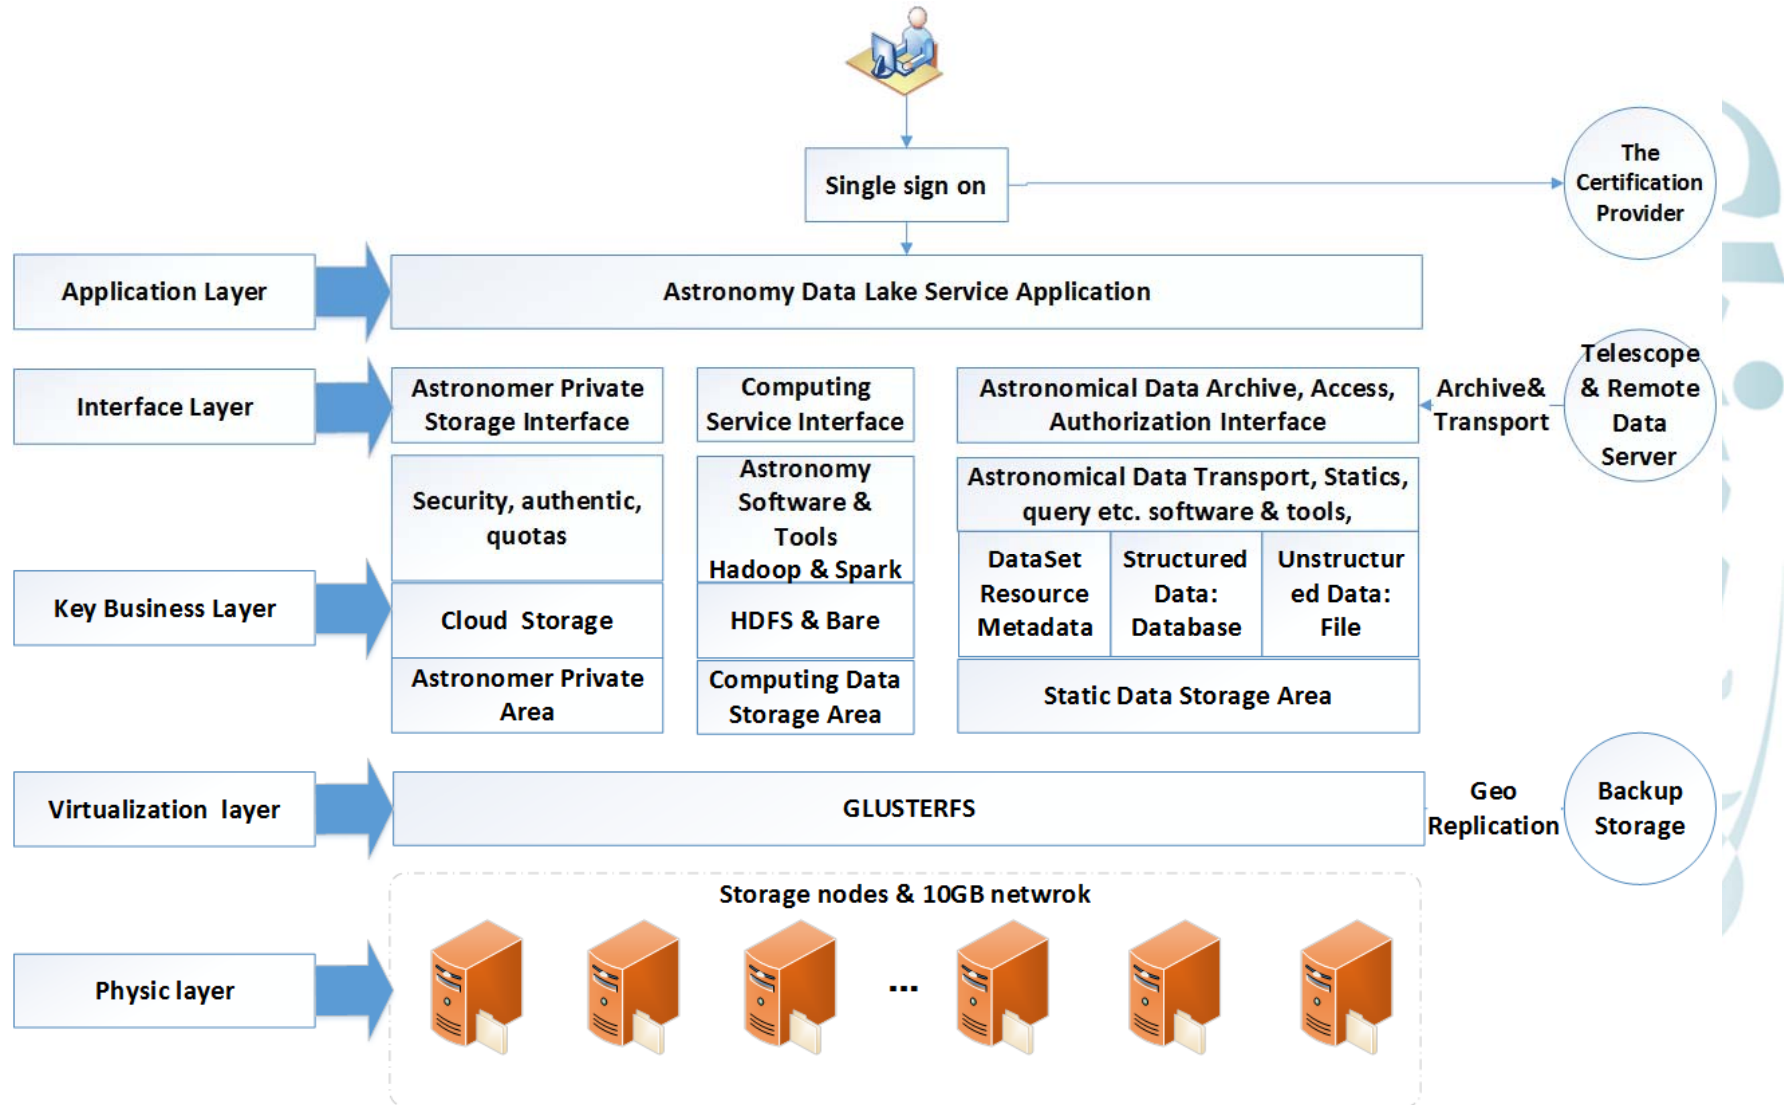 Single sign on
The
Certification
Provider
Application Layer
Astronomy Data Lake Service Application
Interface Layer
Astronomer Private
Storage Interface
Computing
Service Interface
Astronomical Data Archive, Access,
Authorization Interface
Archive&
Transport
Telescope
& Remote
Data
Server
Key Business Layer
Security, authentic,
quotas
Cloud  Storage
Astronomer Private
Area
Astronomy
Software &
Tools
Hadoop & Spark
HDFS & Bare
Computing Data
Storage Area
Astronomical Data Transport, Statics,
query etc. software & tools,
DataSet
Resource
Metadata
Structured
Data:
Database
Unstructur
ed Data:
File
Static Data Storage Area
Virtualization  layer
GLUSTERFS
Geo
Replication
Backup
Storage
Physic layer
Storage nodes & 10GB netwrok
...